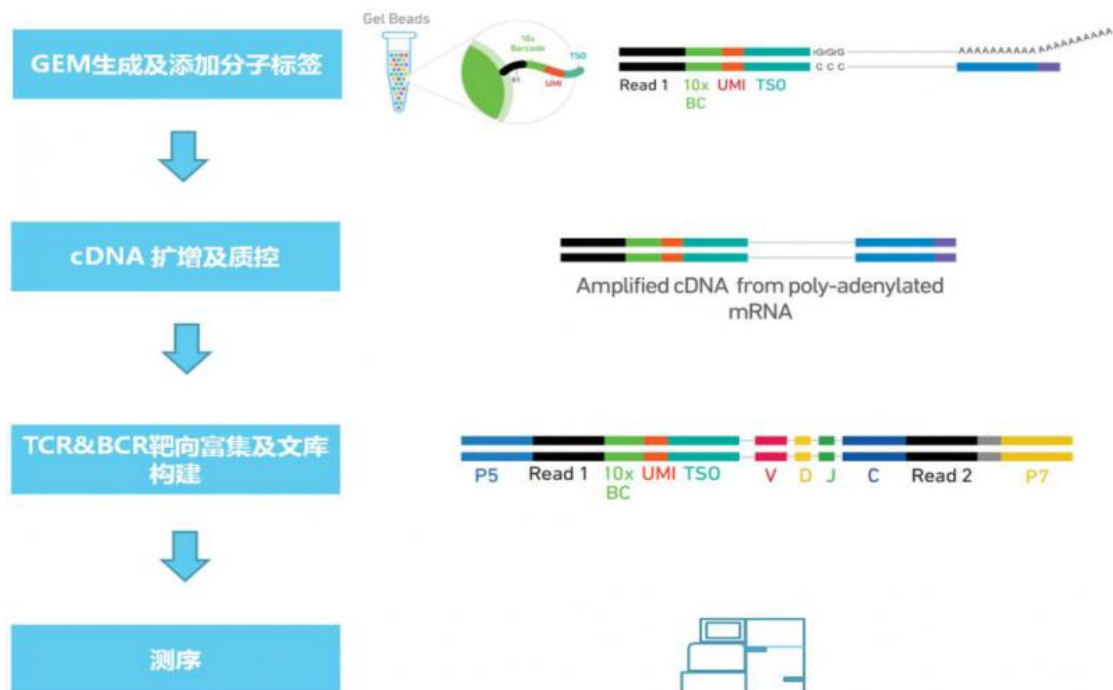 Gel Beads
GEM生成及添加分子标签
10x
Barcode
TSO
R1
UMI
rGrGrG
AAAAAAAAAAAAAAAAAAAA
C C C
Read 1 10x UMI TSO
BC
cDNA 扩增及质控
Amplified cDNA from poly-adenylated
mRNA
TCR&BCR靶向富集及文库
构建
P5 Read 1 10x UMI TSO V D J C Read 2 P7
BC
测序